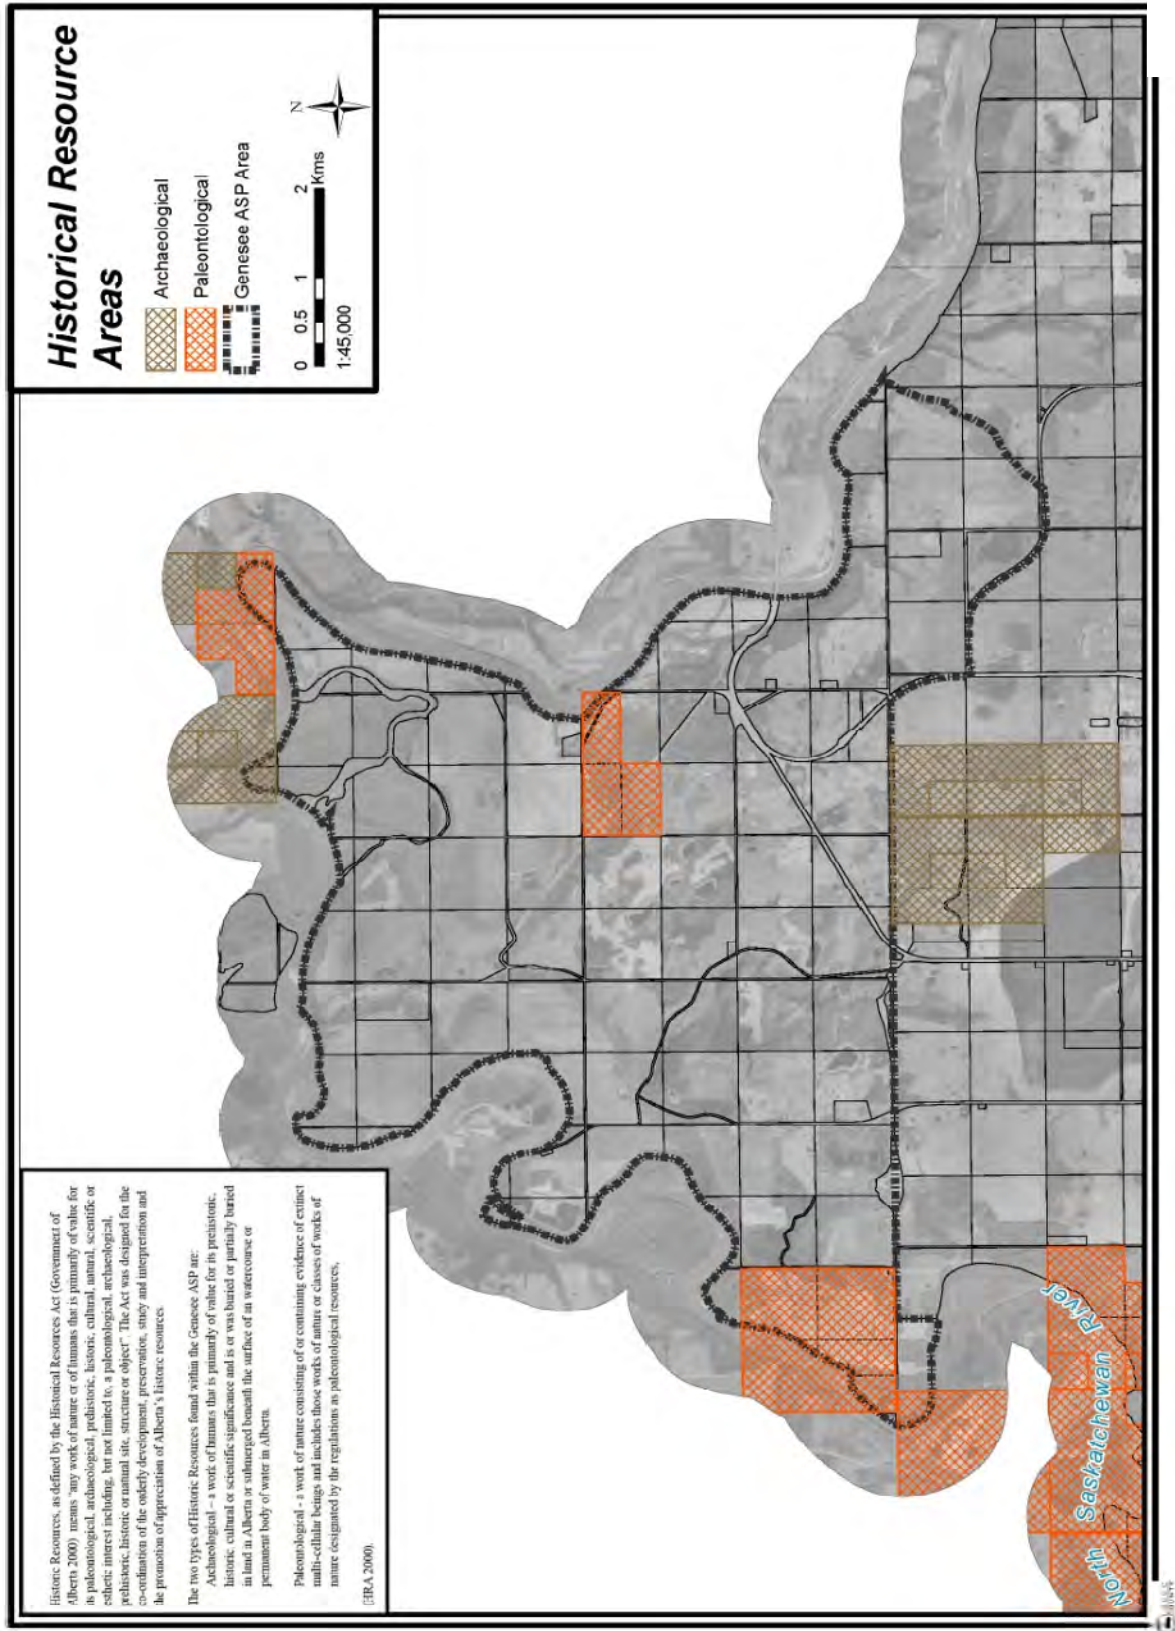 Historical Resource
Areas
Archaeological
Paleontological
Genesee ASP Area
N
0 0.5 1 2
Kms
1:45,000
Historic Resources, as defined by the Historical Resources Act (Government of
Alberta 2000) means "any work of nature or of humans that is primarily of value for
its paleontological, archaeological, prehistoric, historic, cultural, natural, scientific or
esthetic interest including, but not limited to, a paleontological, archaeological,
prehistoric, historic or natural site, structure or object". The Act was designed for the
co-ordination of the orderly development, preservation, study and interpretation and
the promotion of appreciation of Alberta's historic resources.
The two types of Historic Resources found within the Genesee ASP are:
Archaeological – a work of humans that is primarily of value for its prehistoric,
historic, cultural or scientific significance and is or was buried or partially buried
in land in Alberta or submerged beneath the surface of an watercourse or
permanent body of water in Alberta.
Paleontological - a work of nature consisting of or containing evidence of extinct
multi-cellular beings and includes those works of nature or classes of works of
nature designated by the regulations as paleontological resources,
(HRA 2000).
North Saskatchewan River